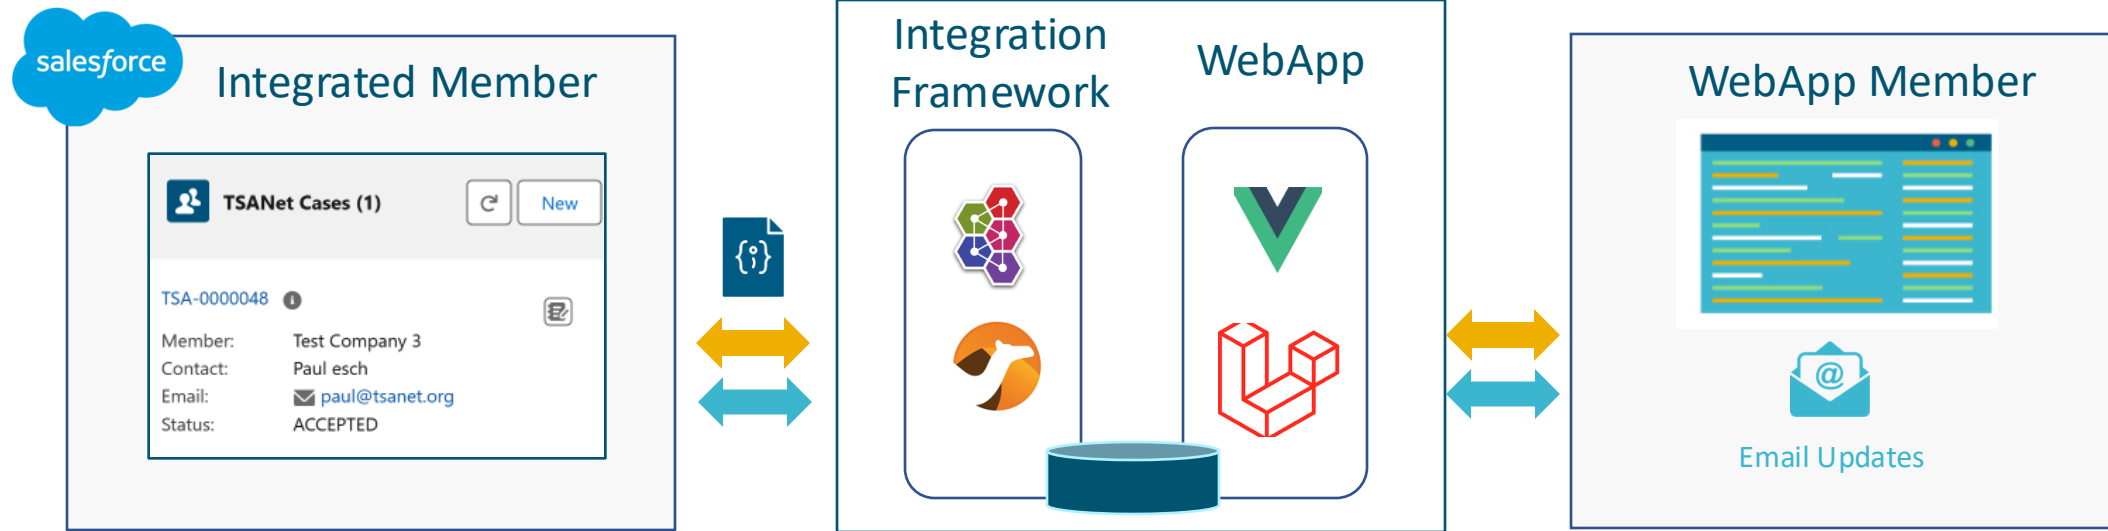 salesforce
Integrated Member
TSANet Cases (1)
New
TSA-0000048
Member: Test Company 3
Contact: Paul esch
Email: paul@tsanet.org
Status: ACCEPTED
{;}
Integration
Framework
WebApp
WebApp Member
@
Email Updates